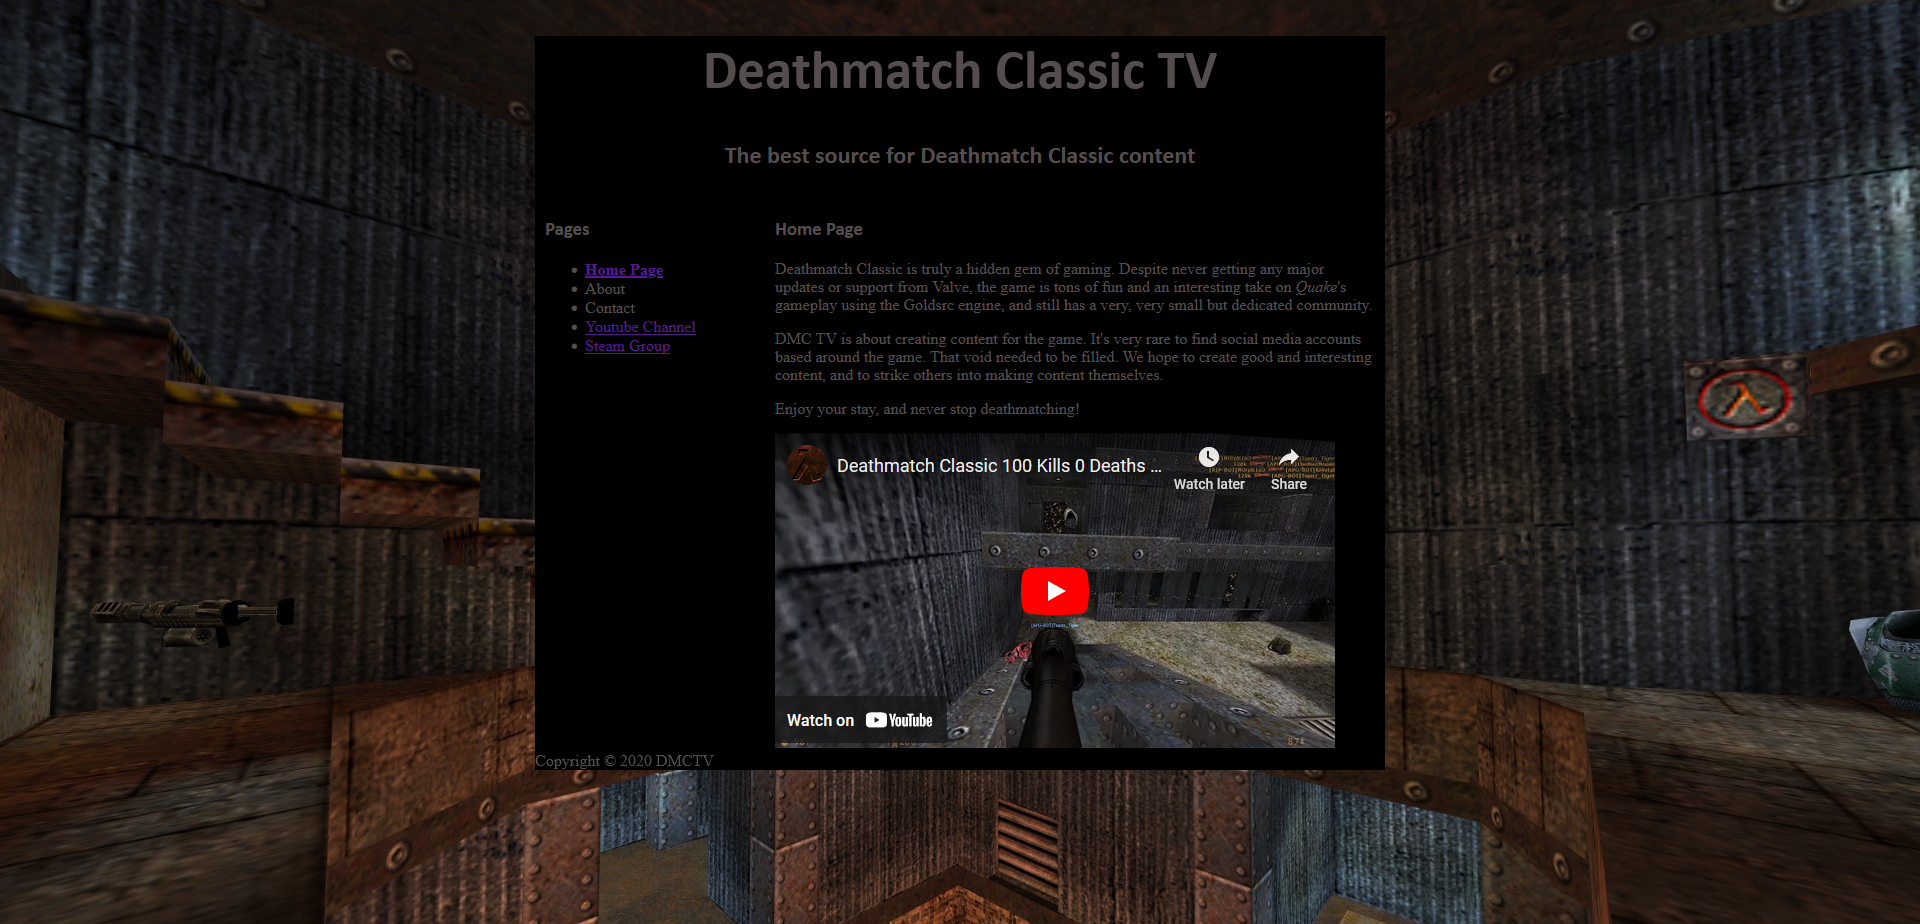 Deathmatch Classic TV
The best source for Deathmatch Classic content
Pages
Home Page
About
Contact
Youtube Channel
Steam Group
Home Page
Deathmatch Classic is truly a hidden gem of gaming. Despite never getting any major
updates or support from Valve, the game is tons of fun and an interesting take on Quake's
gameplay using the Goldsrc engine, and still has a very, very small but dedicated community.
DMC TV is about creating content for the game. It's very rare to find social media accounts
based around the game. That void needed to be filled. We hope to create good and interesting
content, and to strike others into making content themselves.
Enjoy your stay, and never stop deathmatching!
Deathmatch Classic 100 Kills 0 Deaths ...
Watch later
Share
Watch on YouTube
Copyright © 2020 DMCTV